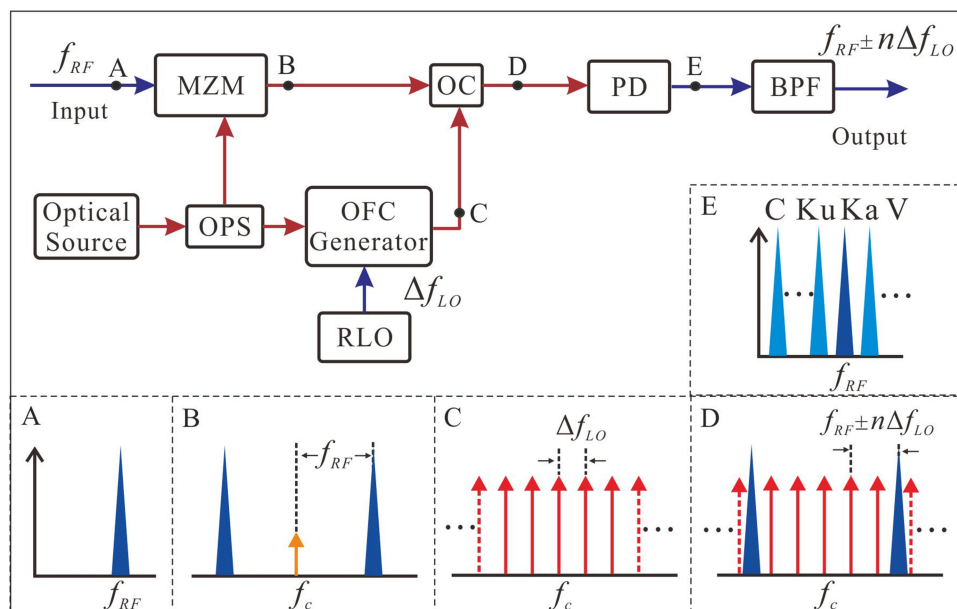 f_RF
A
Input
MZM
B
OC
D
PD
E
BPF
f_RF±nΔf_LO
Output
Optical
Source
OPS
OFC
Generator
C
Δf_LO
RLO
E
C Ku Ka V
...
...
f_RF
A
f_RF
B
f_RF
f_c
C
Δf_LO
...
...
f_c
D
f_RF±nΔf_LO
...
...
f_c